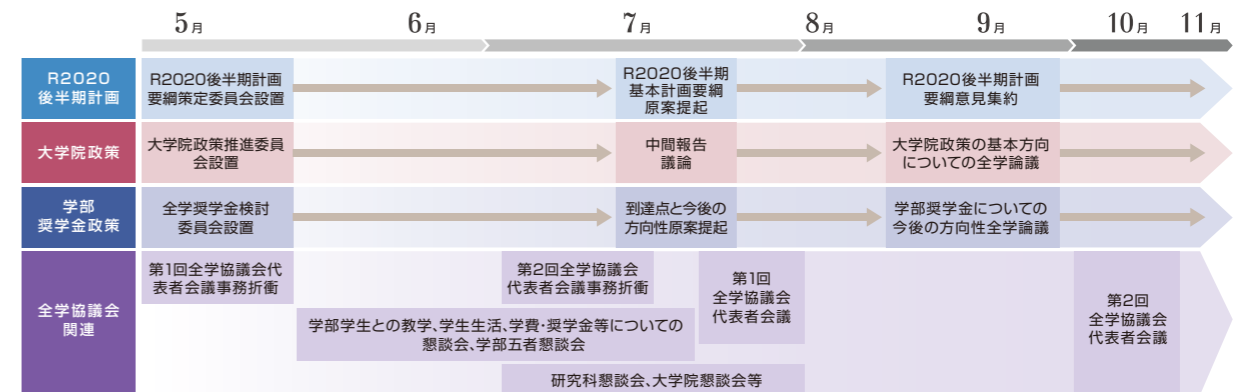 5月 6月 7月 8月 9月 10月 11月
R2020
後半期計画
R2020後半期計画
要綱策定委員会設置
R2020後半期
基本計画要綱
原案提起
R2020後半期計画
要綱意見集約
大学院政策
大学院政策推進委員
会設置
中間報告
議論
大学院政策の基本方向
についての全学論議
学部
奨学金政策
全学奨学金検討
委員会設置
到達点と今後の
方向性原案提起
学部奨学金についての
今後の方向性全学論議
全学協議会
関連
第1回全学協議会代
表者会議事務折衝
第2回全学協議会
代表者会議事務折衝
第1回
全学協議会
代表者会議
第2回
全学協議会
代表者会議
学部学生との教学、学生生活、学費・奨学金等についての
懇談会、学部五者懇談会
研究科懇談会、大学院懇談会等